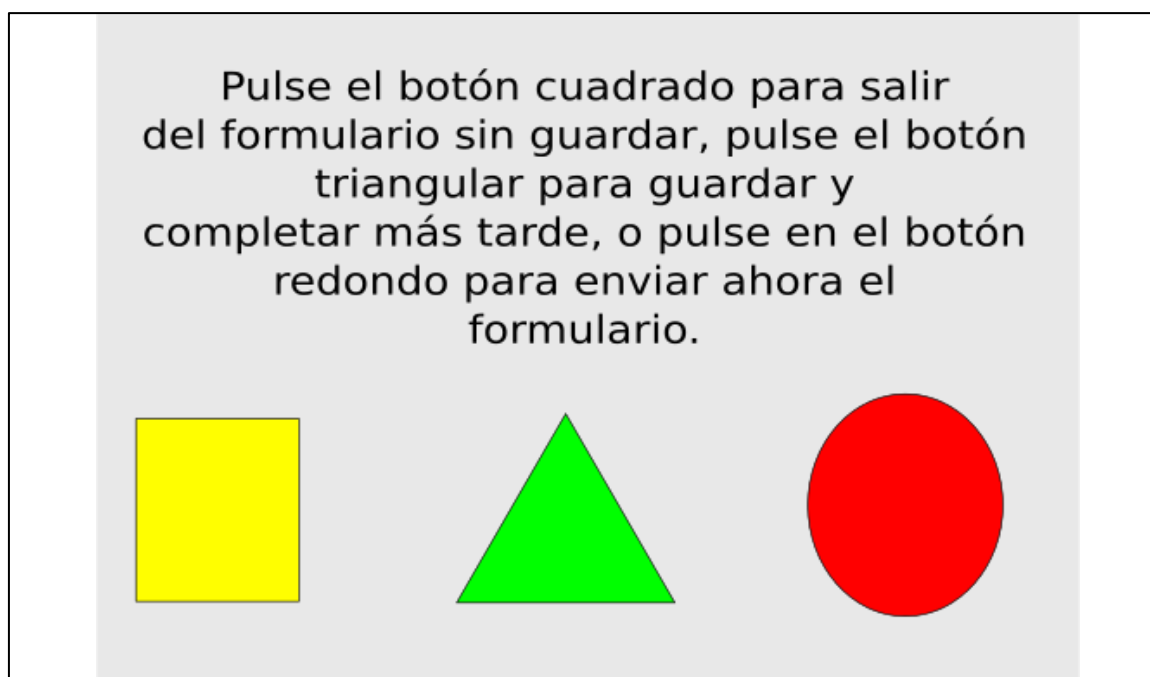 Pulse el botón cuadrado para salir
del formulario sin guardar, pulse el botón
triangular para guardar y
completar más tarde, o pulse en el botón
redondo para enviar ahora el
formulario.